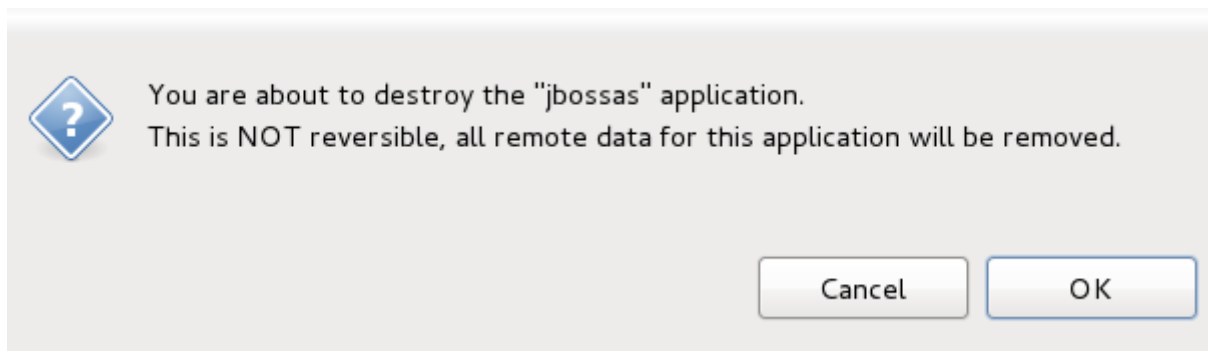 You are about to destroy the "jbossas" application.
This is NOT reversible, all remote data for this application will be removed.
Cancel
OK